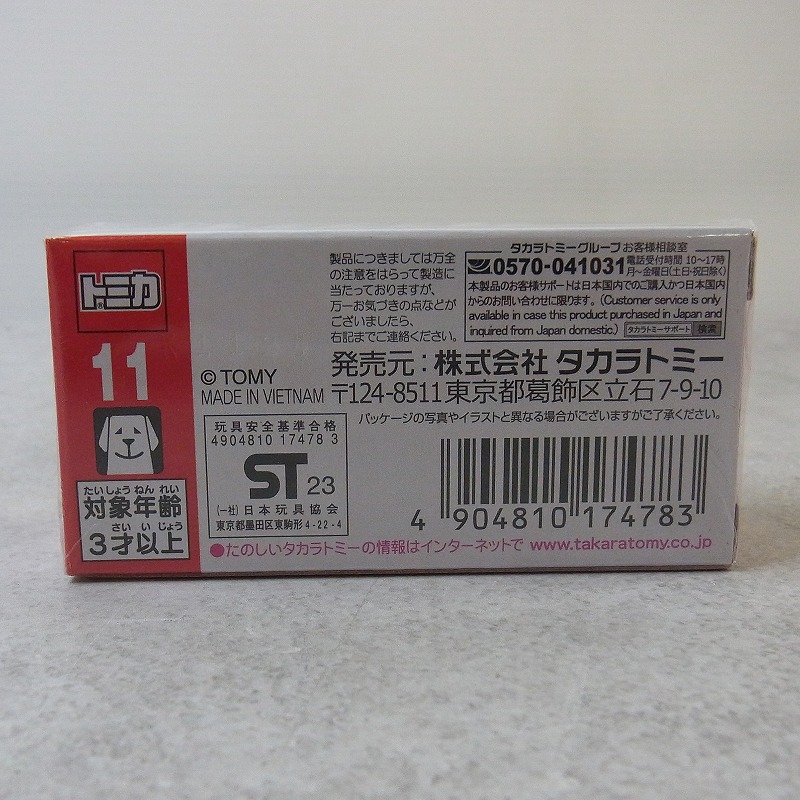 トミカ
®
11
たいしょう ねん れい
対象年齢
さい い じょう
3才以上
© TOMY
MADE IN VIETNAM
玩具安全基準合格
4904810 17478 3
ST 23
(一社)日本玩具協会
東京都墨田区東駒形4-22-4
製品につきましては万全
の注意をはらって製造に
当たっておりますが、
万一お気づきの点などが
ございましたら、
右記までご連絡ください。
タカラトミーグループ お客様相談室
0570-041031 電話受付時間 10〜17時
月〜金曜日(土日・祝日除く)
本製品のお客様サポートは日本国内でのご購入かつ日本国内
からのお問い合わせに限ります。(Customer service is only
available in case this product purchased in Japan and
inquired from Japan domestic.) タカラトミーサポート 検索
発売元:株式会社 タカラトミー
〒124-8511東京都葛飾区立石7-9-10
パッケージの写真やイラストと異なる場合がございますがご了承ください。
4 904810 174783
●たのしいタカラトミーの情報はインターネットで www.takaratomy.co.jp